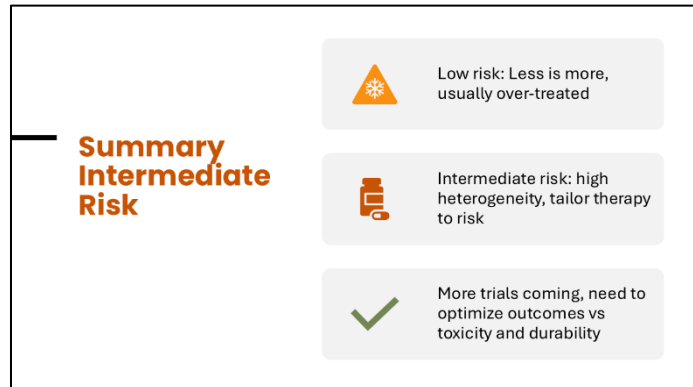 Summary
Intermediate
Risk
Low risk: Less is more,
usually over-treated
Intermediate risk: high
heterogeneity, tailor therapy
to risk
More trials coming, need to
optimize outcomes vs
toxicity and durability